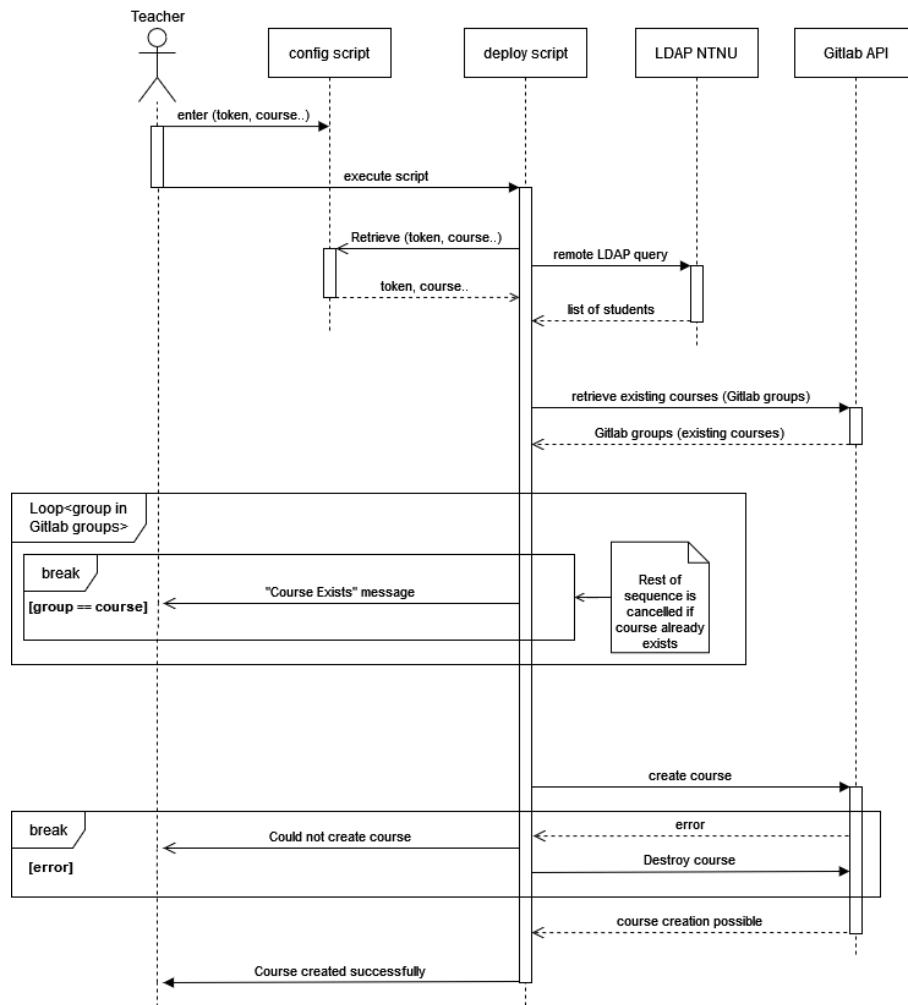 Teacher
config script
deploy script
LDAP NTNU
Gitlab API
enter (token, course..)
execute script
Retrieve (token, course..)
remote LDAP query
token, course..
list of students
retrieve existing courses (Gitlab groups)
Gitlab groups (existing courses)
Loop<group in
Gitlab groups>
break
[group == course]
"Course Exists" message
Rest of
sequence is
cancelled if
course already
exists
create course
break
error
Could not create course
[error]
Destroy course
course creation possible
Course created successfully